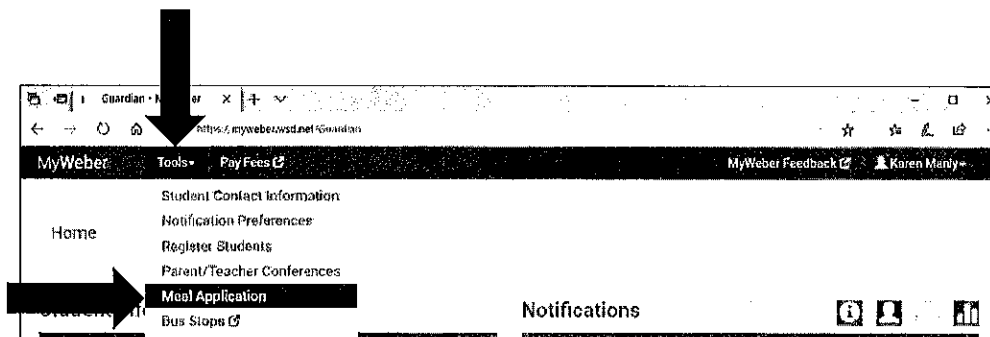 Guardian - M er
https://myweber.wsd.net/Guardian
MyWeber Tools Pay Fees MyWeber Feedback Karen Manly
Student Contact Information
Notification Preferences
Home
Register Students
Parent/Teacher Conferences
Meal Application
Notifications
Bus Stops